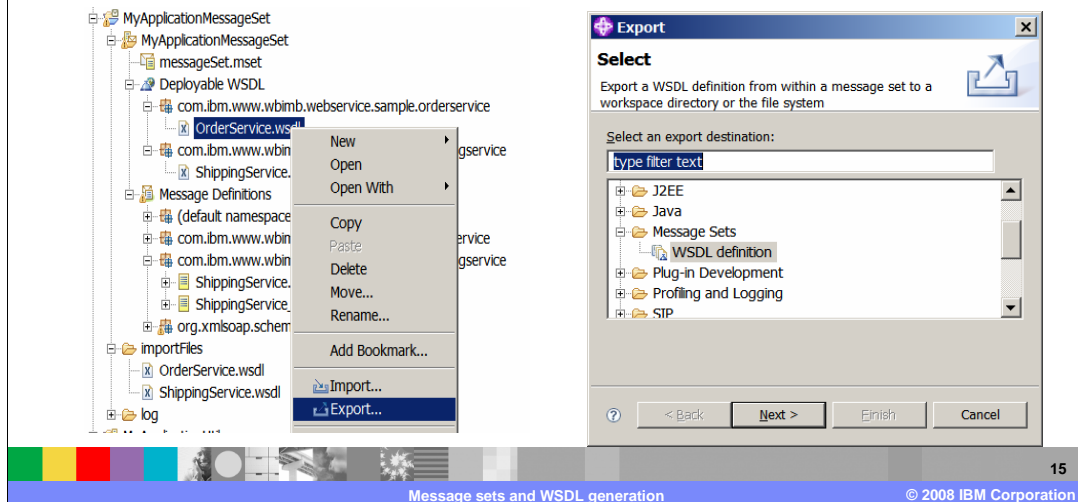 MyApplicationMessageSet
MyApplicationMessageSet
messageSet.mset
Deployable WSDL
com.ibm.www.wbimb.webservice.sample.orderservice
OrderService.wsdl
com.ibm.www.wbim
gservice
ShippingService.
Message Definitions
(default namespace
com.ibm.www.wbim
ervice
com.ibm.www.wbim
gservice
ShippingService.
ShippingService_
org.xmlsoap.schem
importFiles
OrderService.wsdl
ShippingService.wsdl
log
New
Open
Open With
Copy
Paste
Delete
Move...
Rename...
Add Bookmark...
Import...
Export...
Export
Select
Export a WSDL definition from within a message set to a
workspace directory or the file system
Select an export destination:
type filter text
J2EE
Java
Message Sets
WSDL definition
Plug-in Development
Profiling and Logging
SIP
< Back
Next >
Finish
Cancel
15
Message sets and WSDL generation
© 2008 IBM Corporation